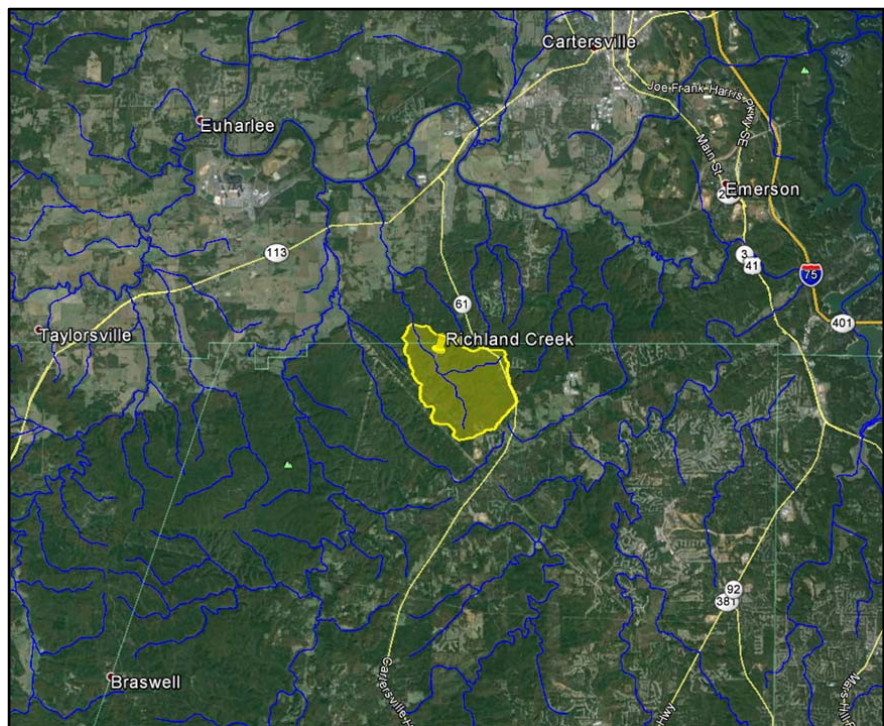 Cartersville
Joe Frank Harris Pkwy SE
Euharlee
Main St
Emerson
113
3
41
75
61
401
Taylorsville
Richland Creek
92
381
Braswell
Cartersville-H
Hwy